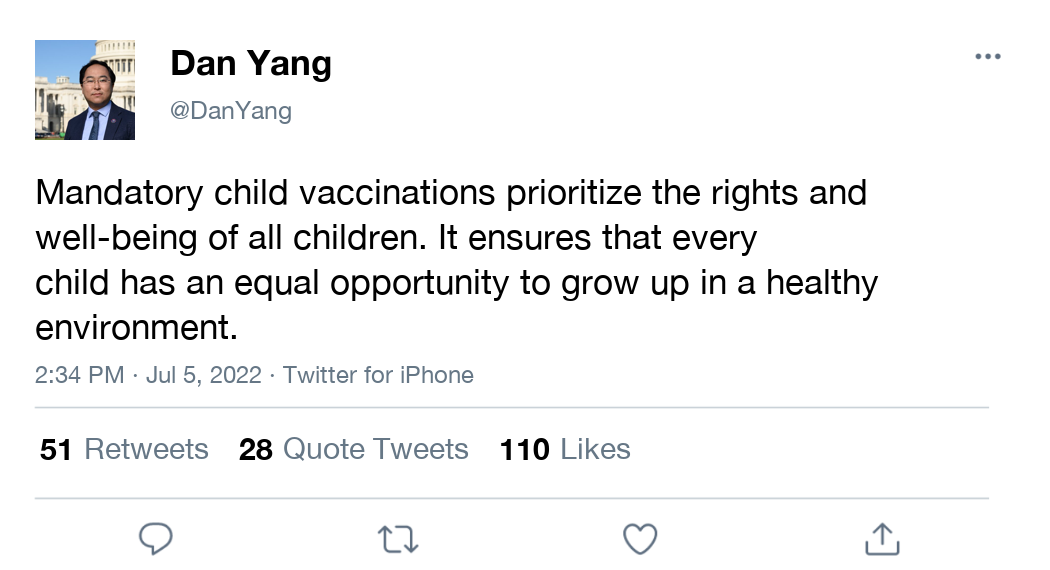 Dan Yang
@DanYang
Mandatory child vaccinations prioritize the rights and
well-being of all children. It ensures that every
child has an equal opportunity to grow up in a healthy
environment.
2:34 PM · Jul 5, 2022 · Twitter for iPhone
51 Retweets 28 Quote Tweets 110 Likes